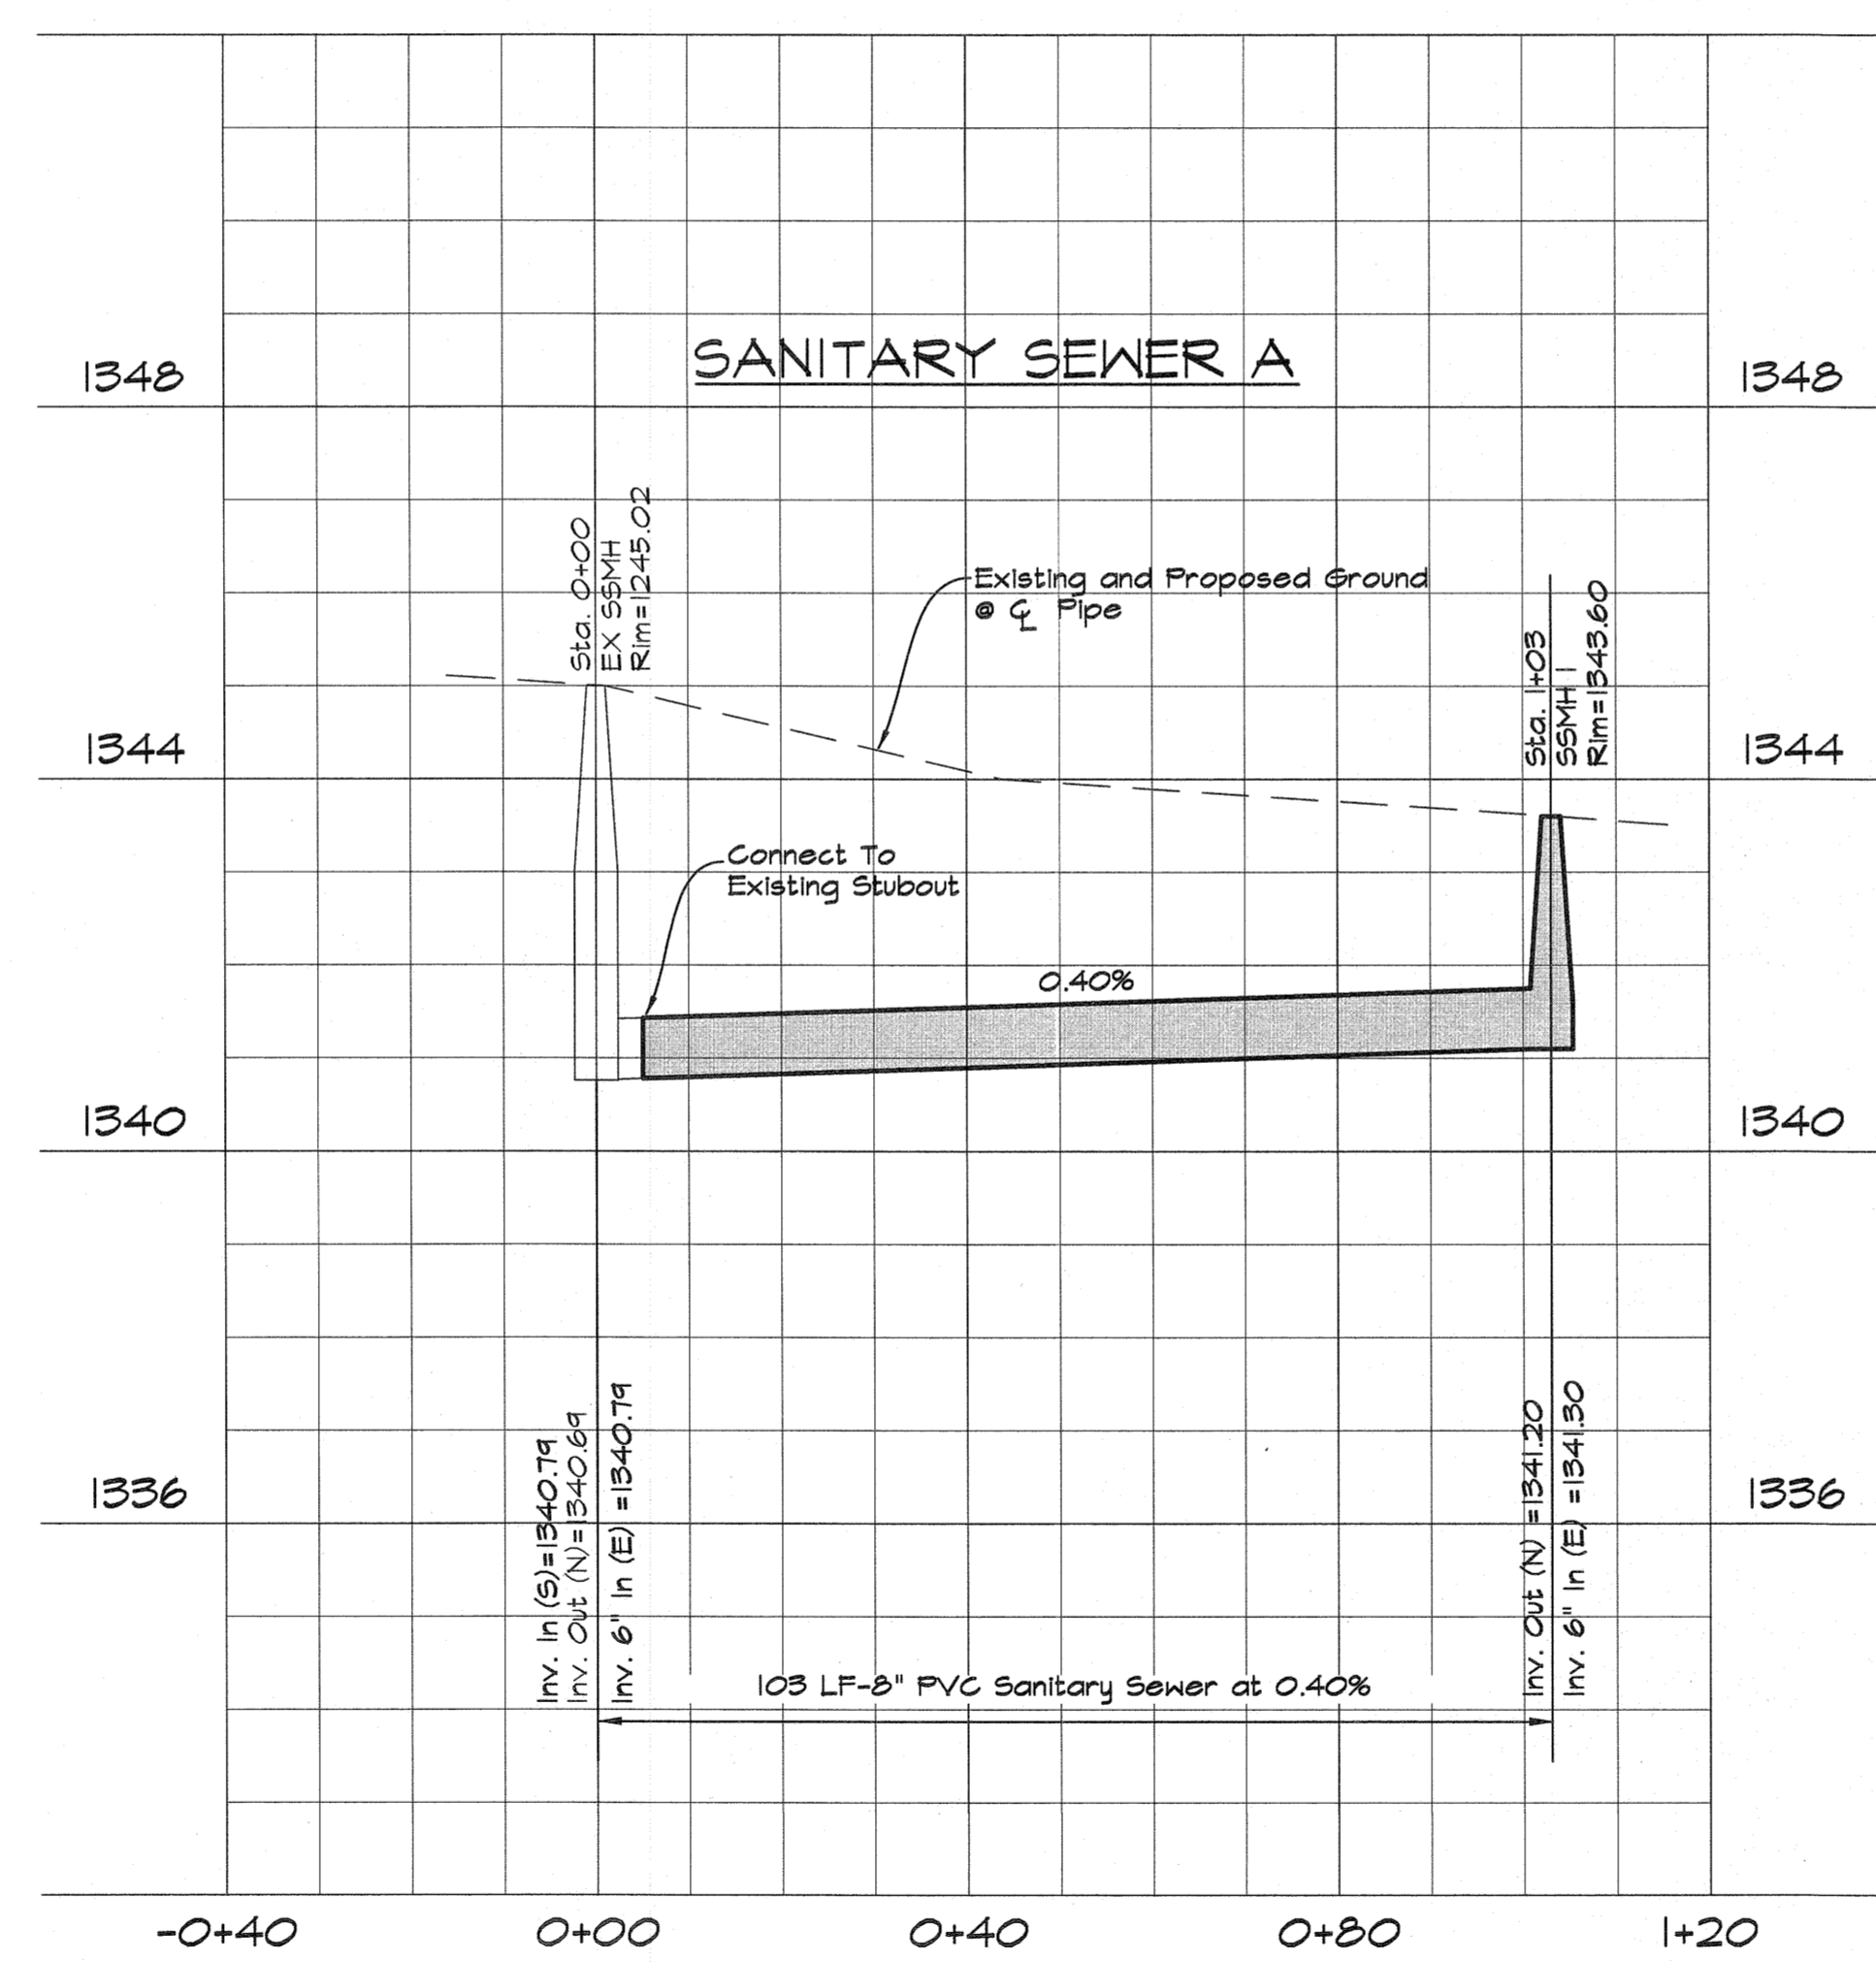 SANITARY SEWER A
1348
1348
Sta. 0+00
EX SSMH
Rim=1245.02
Existing and Proposed Ground
@ ℄ Pipe
Sta. 1+03
SSMH 1
Rim=1343.60
1344
1344
Connect To
Existing Stubout
0.40%
1340
1340
Inv. In (S)=1340.79
Inv. Out (N)=1340.69
Inv. 6" In (E) =1340.79
Inv. Out (N) =1341.20
Inv. 6" In (E) =1341.30
1336
1336
103 LF-8" PVC Sanitary Sewer at 0.40%
-0+40
0+00
0+40
0+80
1+20